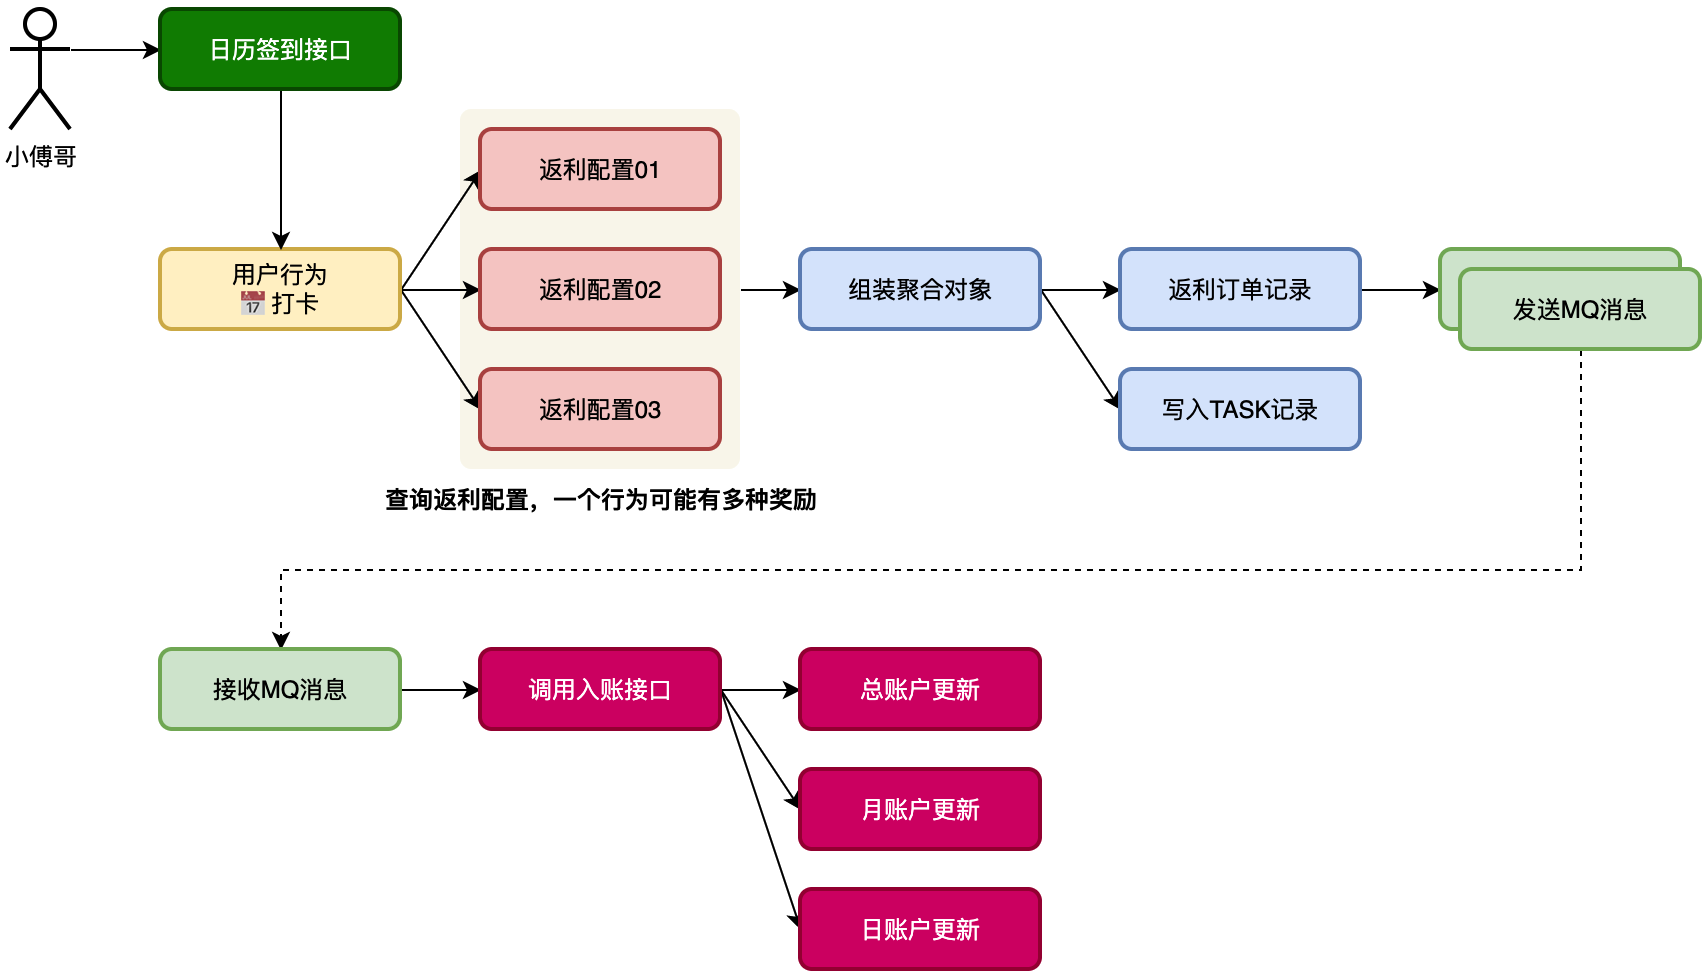 日历签到接口
小傅哥
用户行为
打卡
返利配置01
返利配置02
返利配置03
查询返利配置，一个行为可能有多种奖励
组装聚合对象
返利订单记录
写入TASK记录
发送MQ消息
接收MQ消息
调用入账接口
总账户更新
月账户更新
日账户更新